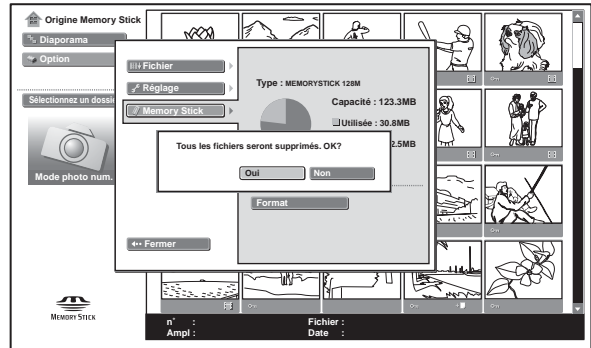 Origine Memory Stick
Diaporama
Option
Sélectionnez un dossi
Mode photo num.
MEMORY STICK
Fichier
Réglage
Memory Stick
Fermer
Type : MEMORYSTICK 128M
Capacité : 123.3MB
Utilisée : 30.8MB
2.5MB
Tous les fichiers seront supprimés. OK?
Oui
Non
Format
n° :
Fichier :
Ampl :
Date :